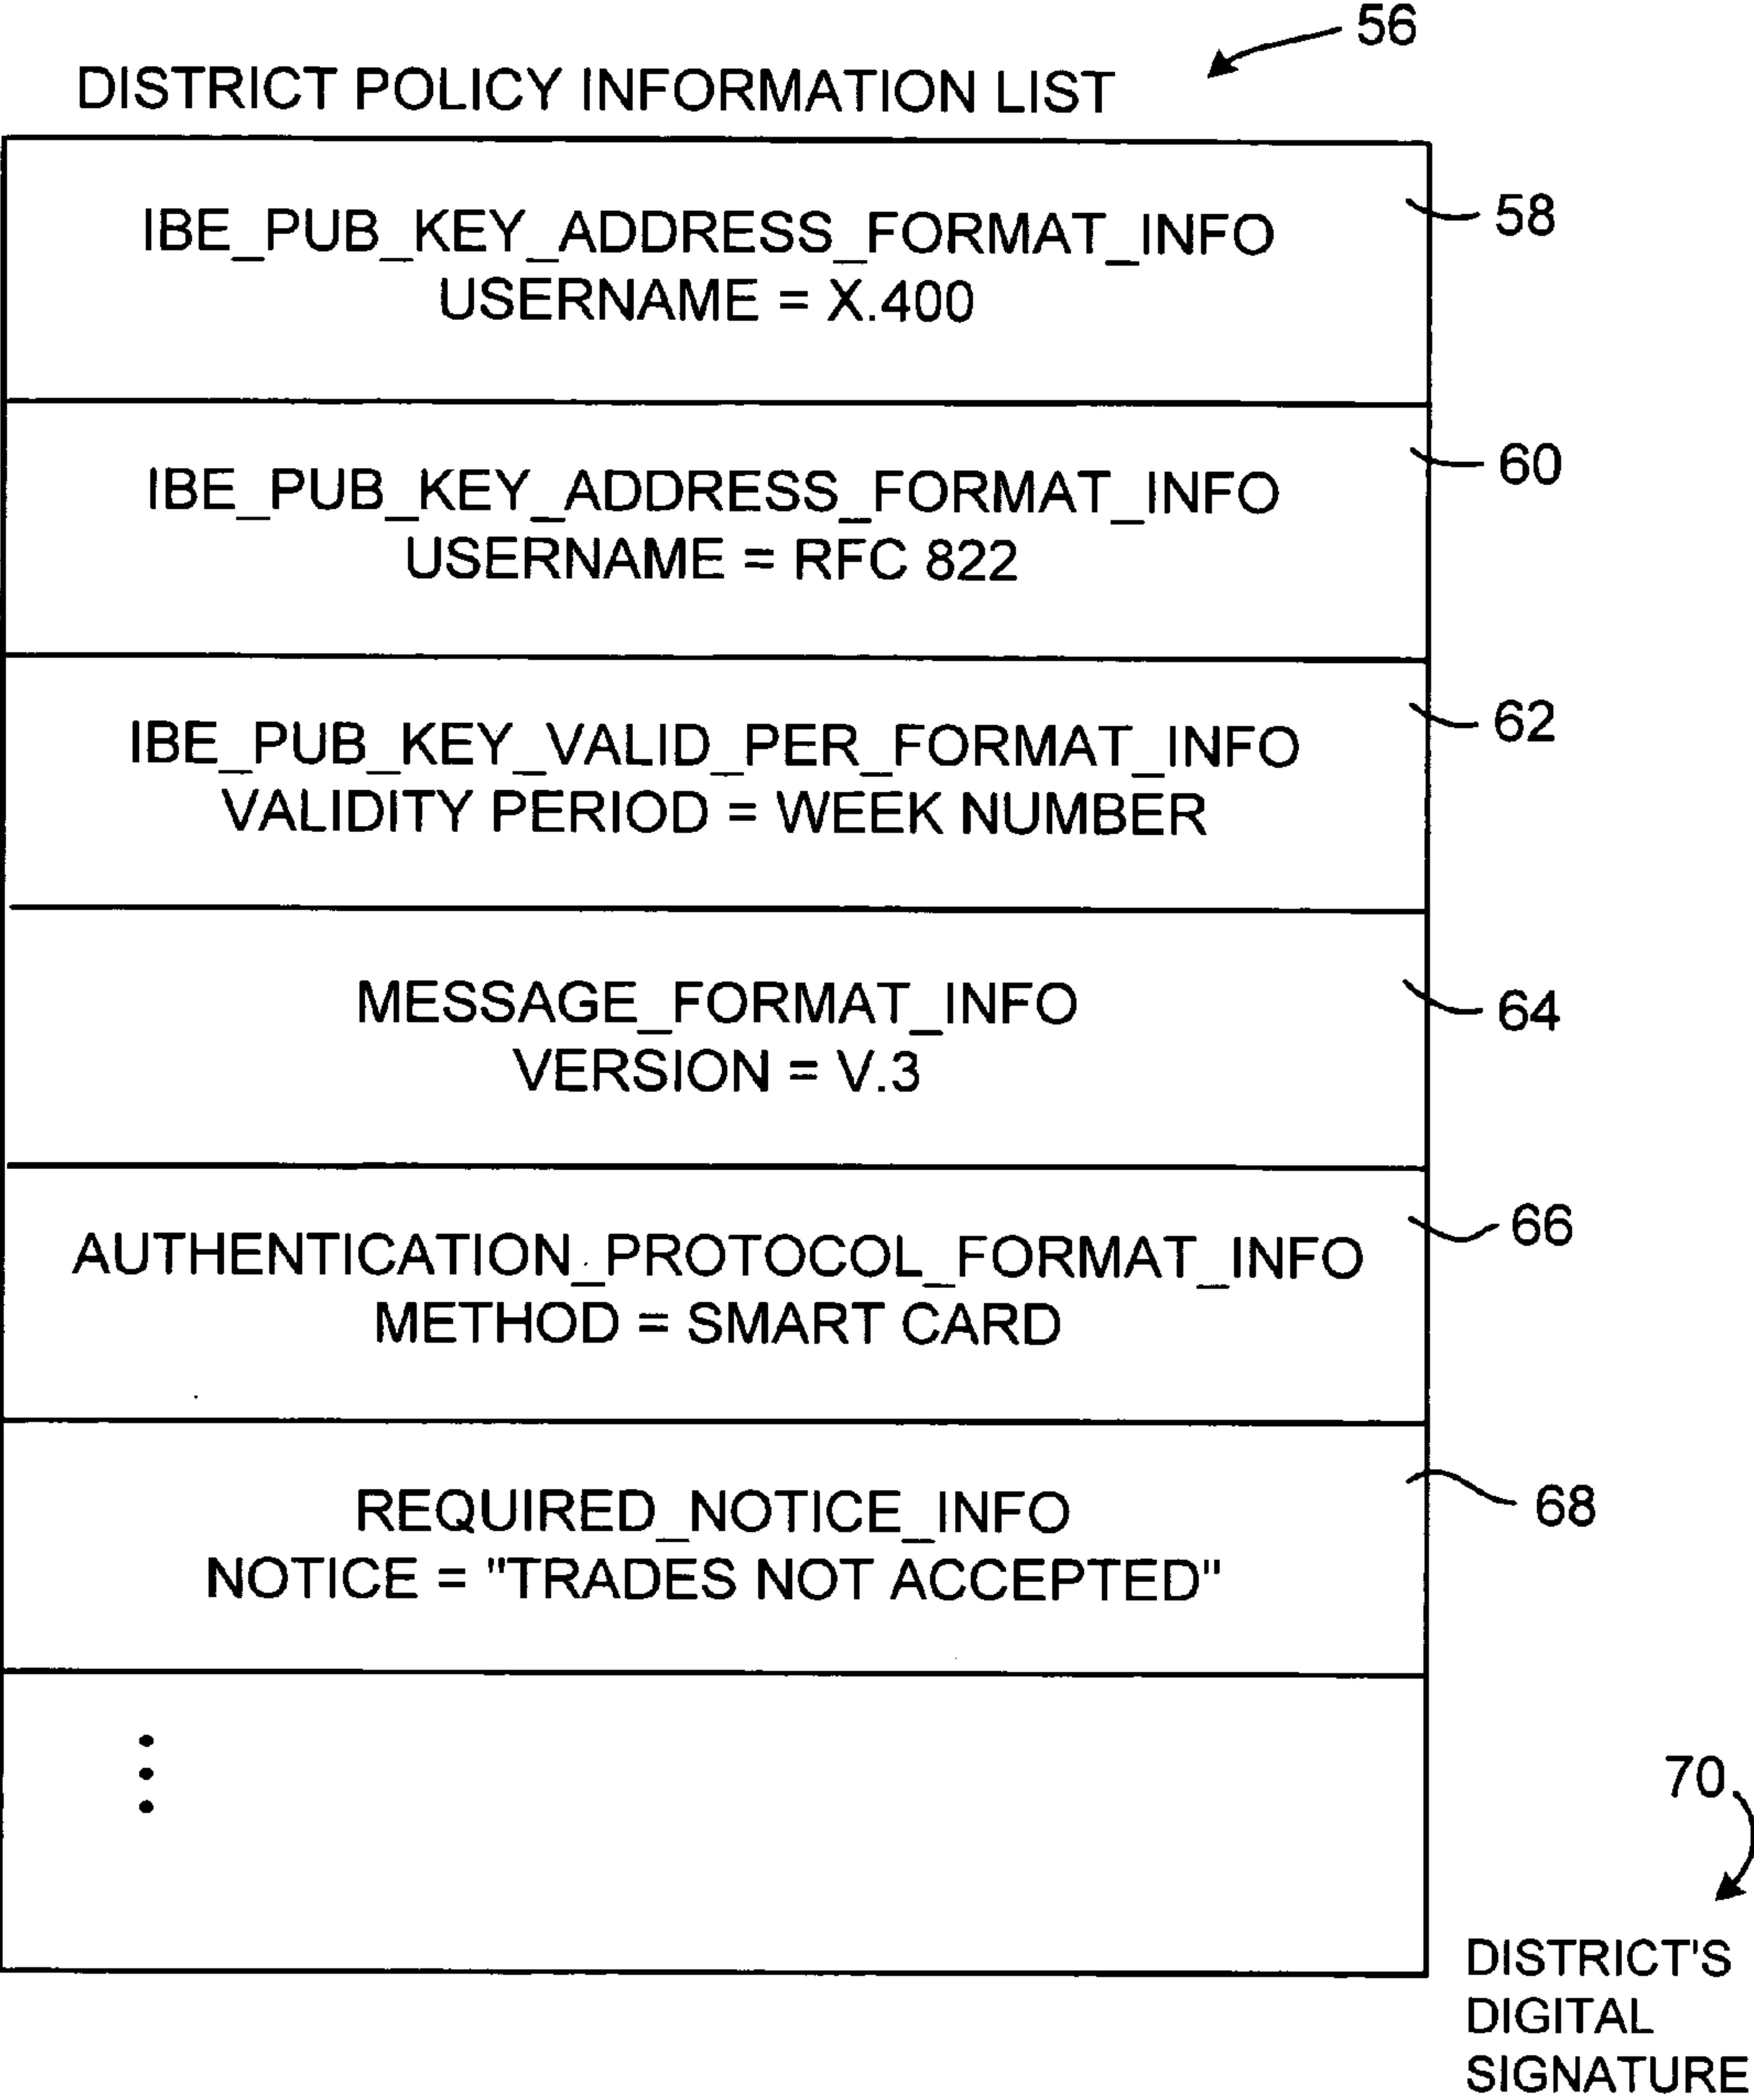 56
DISTRICT POLICY INFORMATION LIST
IBE_PUB_KEY_ADDRESS_FORMAT_INFO
USERNAME = X.400
58
IBE_PUB_KEY_ADDRESS_FORMAT_INFO
USERNAME = RFC 822
60
IBE_PUB_KEY_VALID_PER_FORMAT_INFO
VALIDITY PERIOD = WEEK NUMBER
62
MESSAGE_FORMAT_INFO
VERSION = V.3
64
AUTHENTICATION_PROTOCOL_FORMAT_INFO
METHOD = SMART CARD
66
REQUIRED_NOTICE_INFO
NOTICE = "TRADES NOT ACCEPTED"
68
70
DISTRICT'S
DIGITAL
SIGNATURE